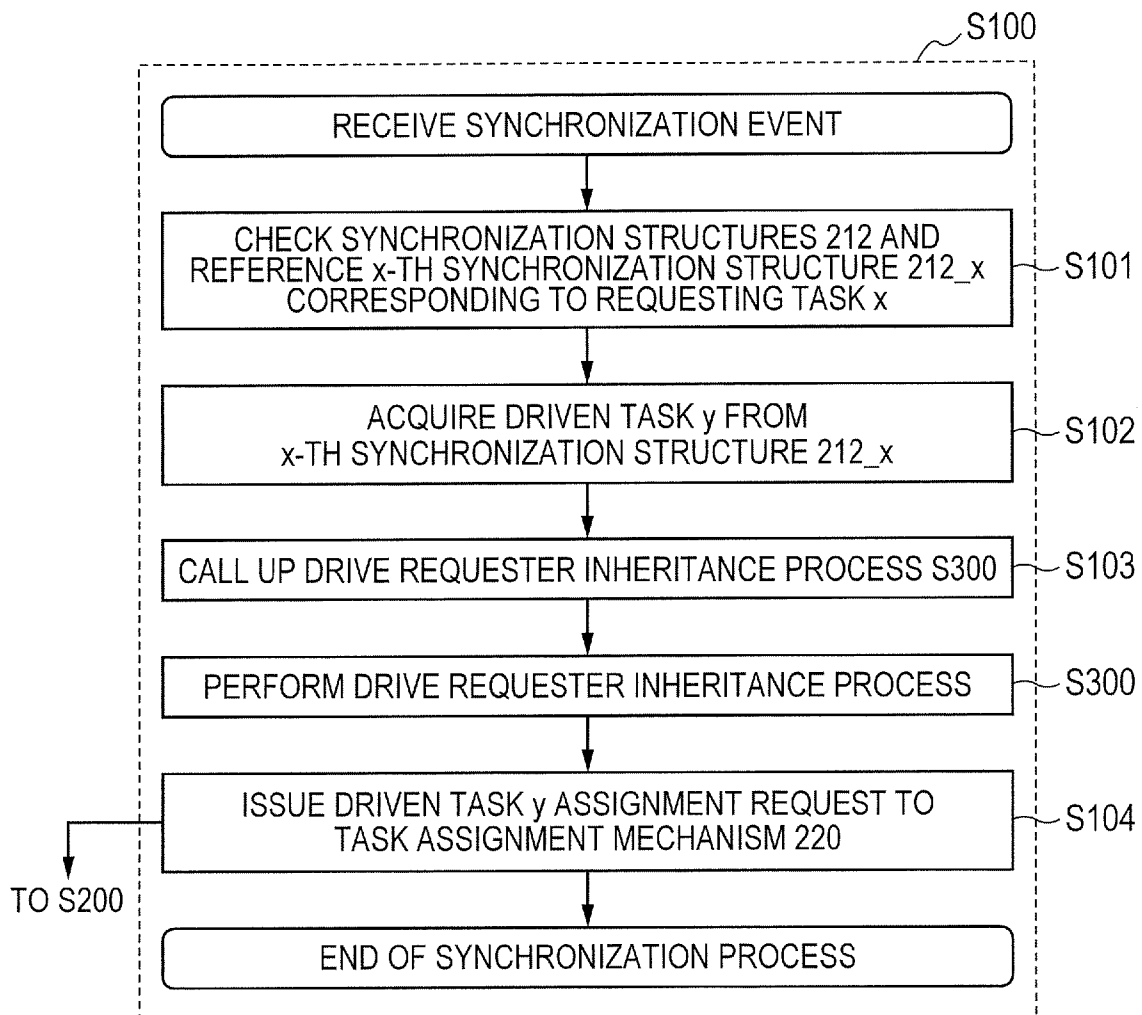 S100
RECEIVE SYNCHRONIZATION EVENT
CHECK SYNCHRONIZATION STRUCTURES 212 AND
REFERENCE x-TH SYNCHRONIZATION STRUCTURE 212_x
CORRESPONDING TO REQUESTING TASK x
S101
ACQUIRE DRIVEN TASK y FROM
x-TH SYNCHRONIZATION STRUCTURE 212_x
S102
CALL UP DRIVE REQUESTER INHERITANCE PROCESS S300
S103
PERFORM DRIVE REQUESTER INHERITANCE PROCESS
S300
ISSUE DRIVEN TASK y ASSIGNMENT REQUEST TO
TASK ASSIGNMENT MECHANISM 220
S104
TO S200
END OF SYNCHRONIZATION PROCESS